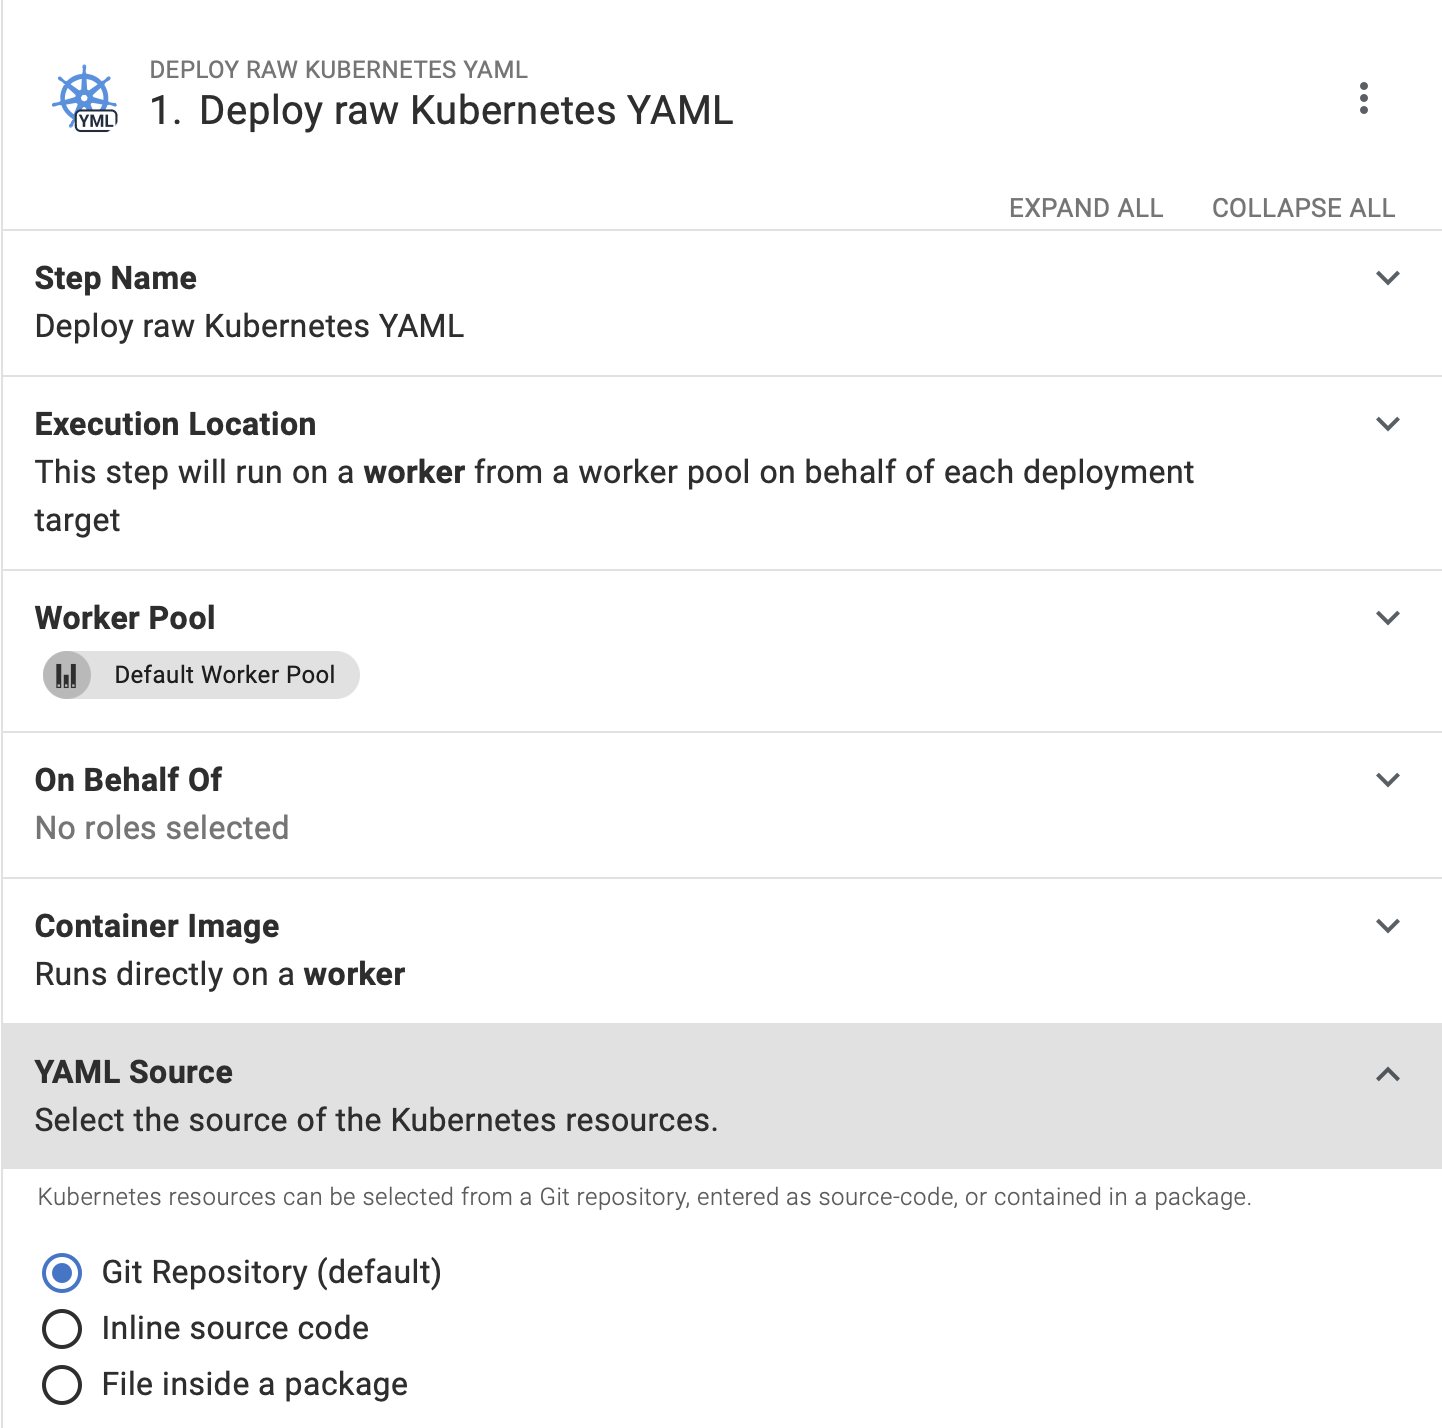 DEPLOY RAW KUBERNETES YAML
YML
1. Deploy raw Kubernetes YAML
EXPAND ALL COLLAPSE ALL
Step Name
Deploy raw Kubernetes YAML
Execution Location
This step will run on a worker from a worker pool on behalf of each deployment
target
Worker Pool
Default Worker Pool
On Behalf Of
No roles selected
Container Image
Runs directly on a worker
YAML Source
Select the source of the Kubernetes resources.
Kubernetes resources can be selected from a Git repository, entered as source-code, or contained in a package.
Git Repository (default)
Inline source code
File inside a package